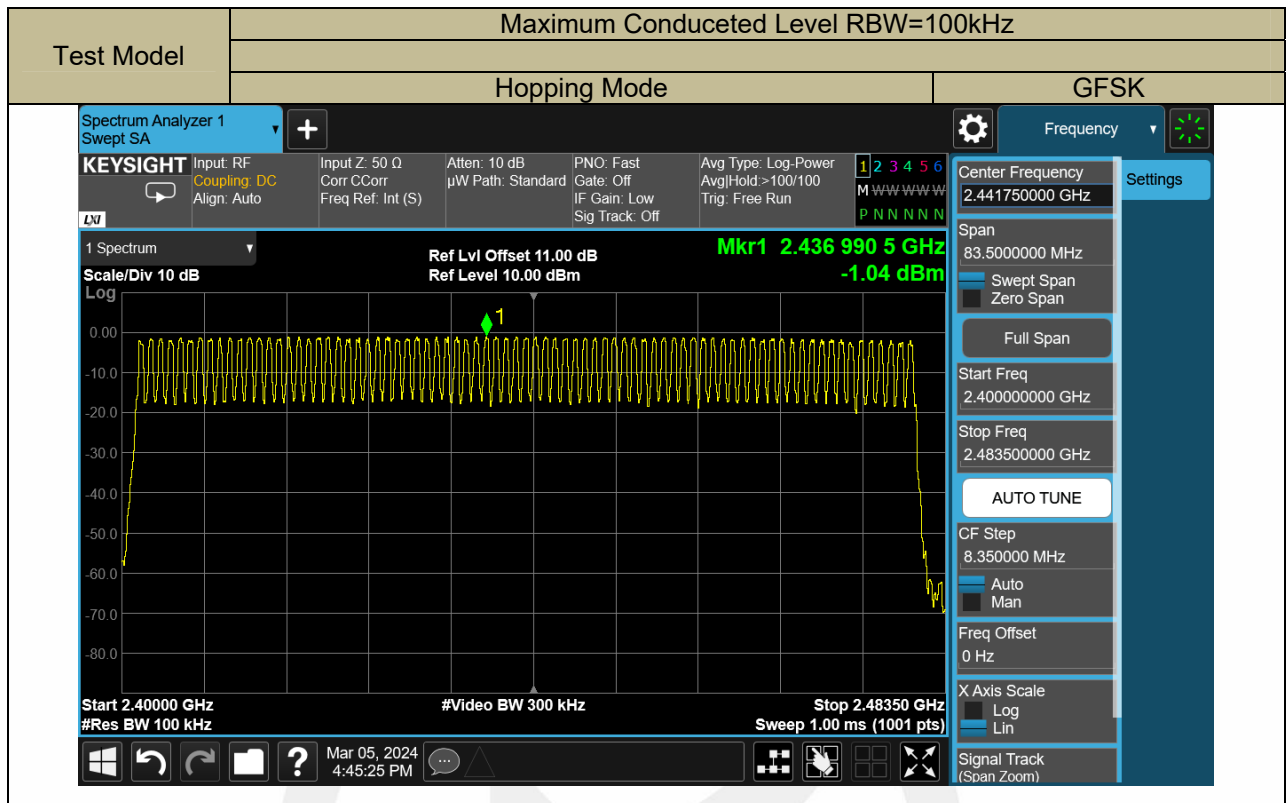 Test Model
Maximum Conduceted Level RBW=100kHz
Hopping Mode
GFSK
Spectrum Analyzer 1
Swept SA
Frequency
KEYSIGHT
LXI
Input: RF
Coupling: DC
Align: Auto
Input Z: 50 Ω
Corr CCorr
Freq Ref: Int (S)
Atten: 10 dB
µW Path: Standard
PNO: Fast
Gate: Off
IF Gain: Low
Sig Track: Off
Avg Type: Log-Power
Avg|Hold:>100/100
Trig: Free Run
1 2 3 4 5 6
M W W W W W
P N N N N N
1 Spectrum
Scale/Div 10 dB
Log
Ref Lvl Offset 11.00 dB
Ref Level 10.00 dBm
Mkr1 2.436 990 5 GHz
-1.04 dBm
1
0.00
-10.0
-20.0
-30.0
-40.0
-50.0
-60.0
-70.0
-80.0
Start 2.40000 GHz
#Res BW 100 kHz
#Video BW 300 kHz
Stop 2.48350 GHz
Sweep 1.00 ms (1001 pts)
Center Frequency
2.441750000 GHz
Settings
Span
83.5000000 MHz
Swept Span
Zero Span
Full Span
Start Freq
2.400000000 GHz
Stop Freq
2.483500000 GHz
AUTO TUNE
CF Step
8.350000 MHz
Auto
Man
Freq Offset
0 Hz
X Axis Scale
Log
Lin
Signal Track
(Span Zoom)
?
Mar 05, 2024
4:45:25 PM